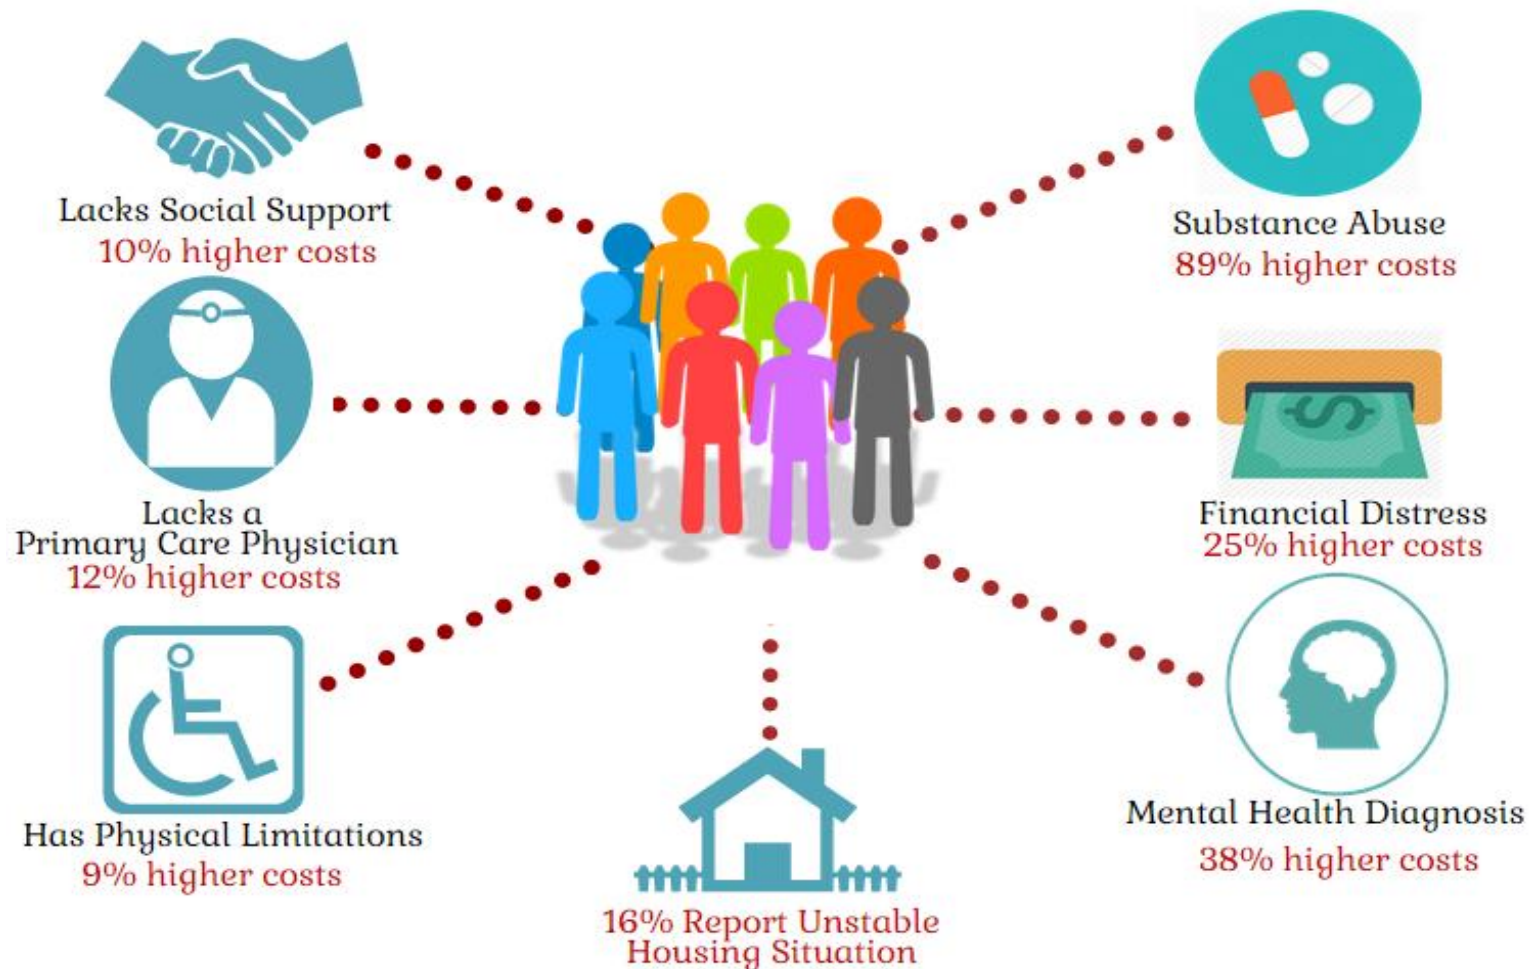 Lacks Social Support
10% higher costs
Lacks a
Primary Care Physician
12% higher costs
Has Physical Limitations
9% higher costs
16% Report Unstable
Housing Situation
Substance Abuse
89% higher costs
$
Financial Distress
25% higher costs
Mental Health Diagnosis
38% higher costs